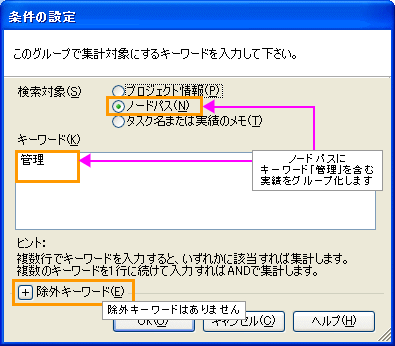 条件の設定
このグループで集計対象にするキーワードを入力して下さい。
検索対象(S)
プロジェクト情報(P)
ノードパス(N)
タスク名または実績のメモ(T)
キーワード(K)
管理
ノードパスに
キーワード「管理」を含む
実績をグループ化します
ヒント:
複数行でキーワードを入力すると、いずれかに該当すれば集計します。
複数のキーワードを1行に続けて入力すればANDで集計します。
除外キーワード(E)
除外キーワードはありません
OK(O)
キャンセル(C)
ヘルプ(H)